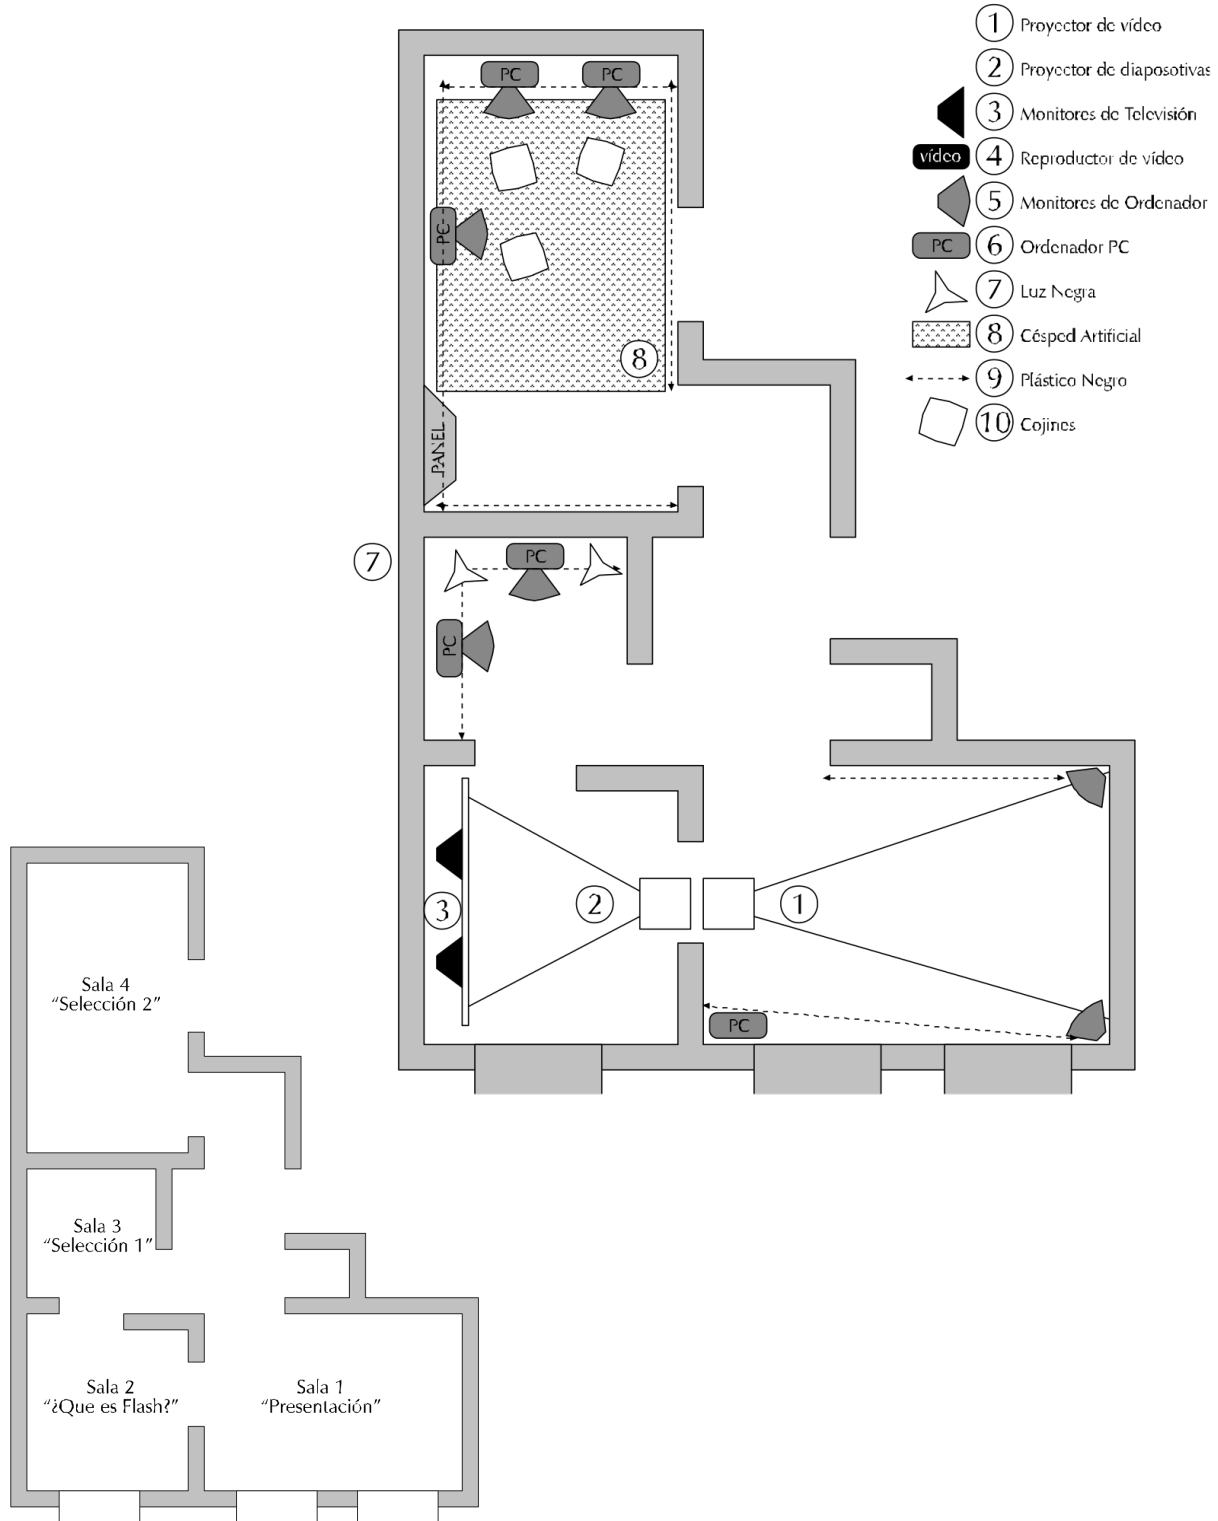 1 Proyector de vídeo
2 Proyector de diaposotivas
3 Monitores de Televisión
vídeo 4 Reproductor de vídeo
5 Monitores de Ordenador
PC 6 Ordenador PC
7 Luz Negra
8 Césped Artificial
9 Plástico Negro
10 Cojines
PC PC
PC
8
PANEL
7
PC
PC
3
2
1
PC
Sala 4
“Selección 2”
Sala 3
“Selección 1”
Sala 2
“¿Que es Flash?”
Sala 1
“Presentación”